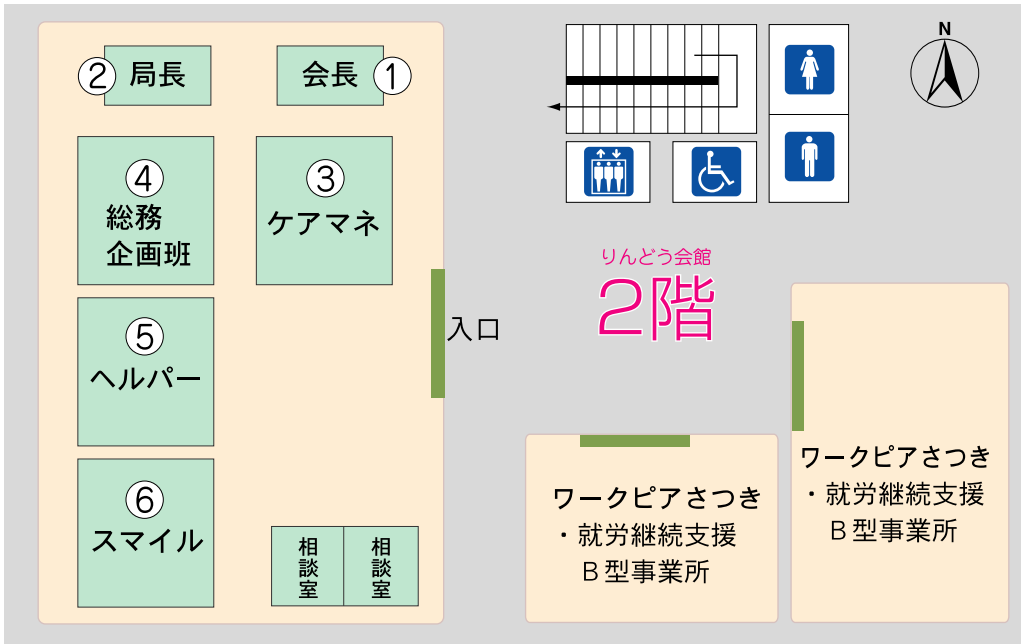 ② 局長
会長 ①
N
④
総務
企画班
③
ケアマネ
りんどう会館
2階
入口
⑤
ヘルパー
⑥
スマイル
相談室
相談室
ワークピアさつき
・就労継続支援
B型事業所
ワークピアさつき
・就労継続支援
B型事業所